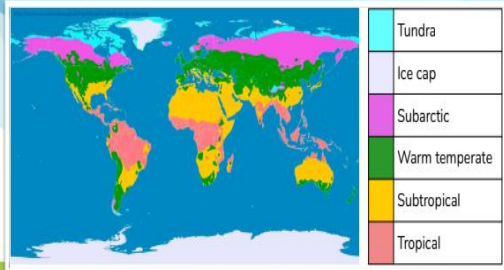 Tundra
Ice cap
Subarctic
Warm temperate
Subtropical
Tropical